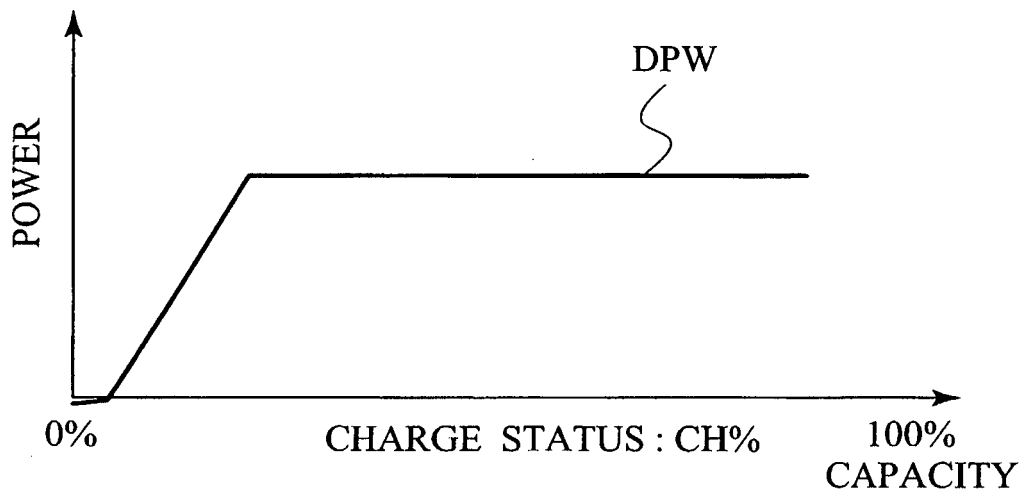 DPW
POWER
0%
CHARGE STATUS : CH%
100%
CAPACITY